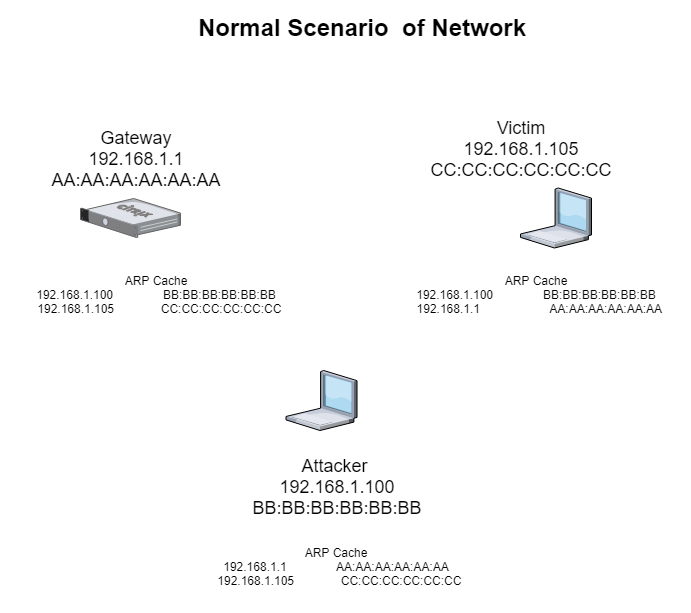 Normal Scenario of Network
Gateway
192.168.1.1
AA:AA:AA:AA:AA:AA
citrix
ARP Cache
192.168.1.100 BB:BB:BB:BB:BB:BB
192.168.1.105 CC:CC:CC:CC:CC:CC
Victim
192.168.1.105
CC:CC:CC:CC:CC:CC
ARP Cache
192.168.1.100 BB:BB:BB:BB:BB:BB
192.168.1.1 AA:AA:AA:AA:AA:AA
Attacker
192.168.1.100
BB:BB:BB:BB:BB:BB
ARP Cache
192.168.1.1 AA:AA:AA:AA:AA:AA
192.168.1.105 CC:CC:CC:CC:CC:CC